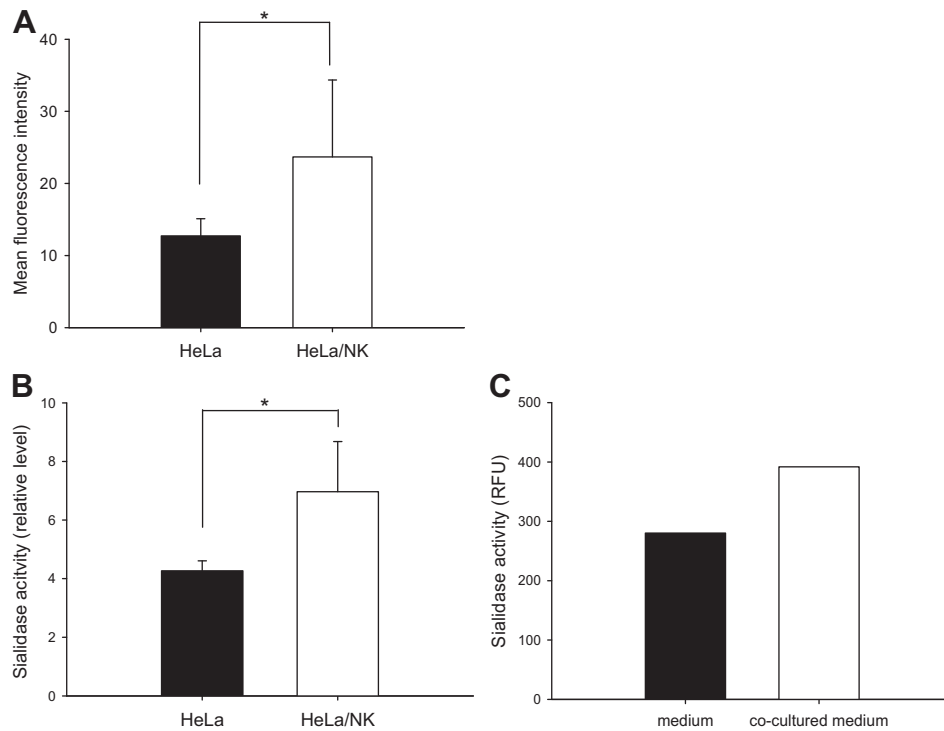 A
*
Mean fluorescence intensity
40
30
20
10
0
HeLa
HeLa/NK
B
*
Sialidase acitvity (relative level)
10
8
6
4
2
0
HeLa
HeLa/NK
C
Sialidase activity (RFU)
500
400
300
200
100
0
medium
co-cultured medium